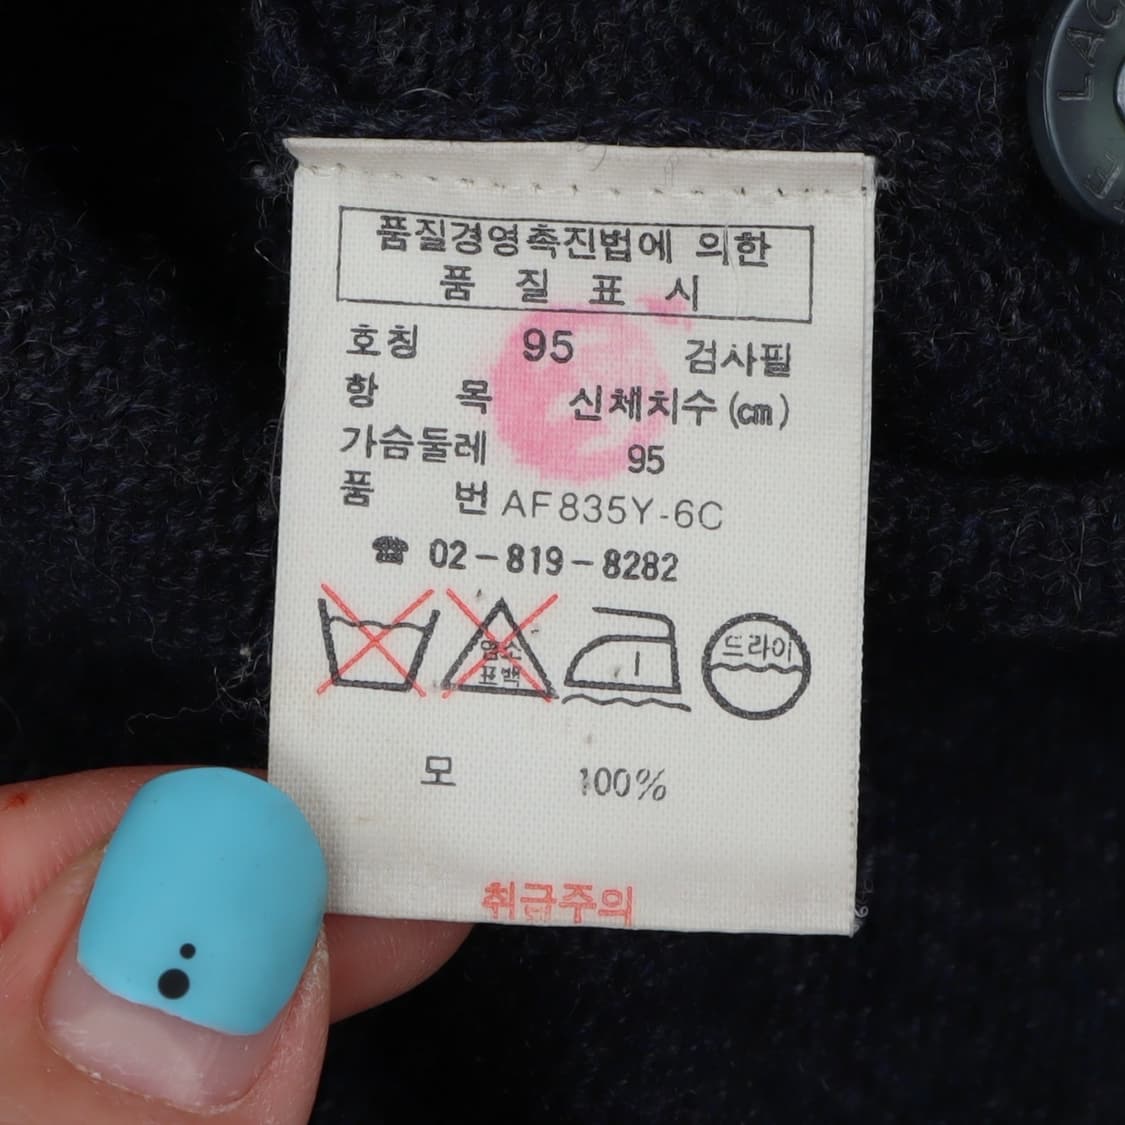 품질경영촉진법에 의한
품 질 표 시
호칭 95 검사필
항 목 신체치수(cm)
가슴둘레 95
품 번 AF835Y-6C
☎ 02-819-8282
염소
표백
드라이
모 100%
취급주의
LAC